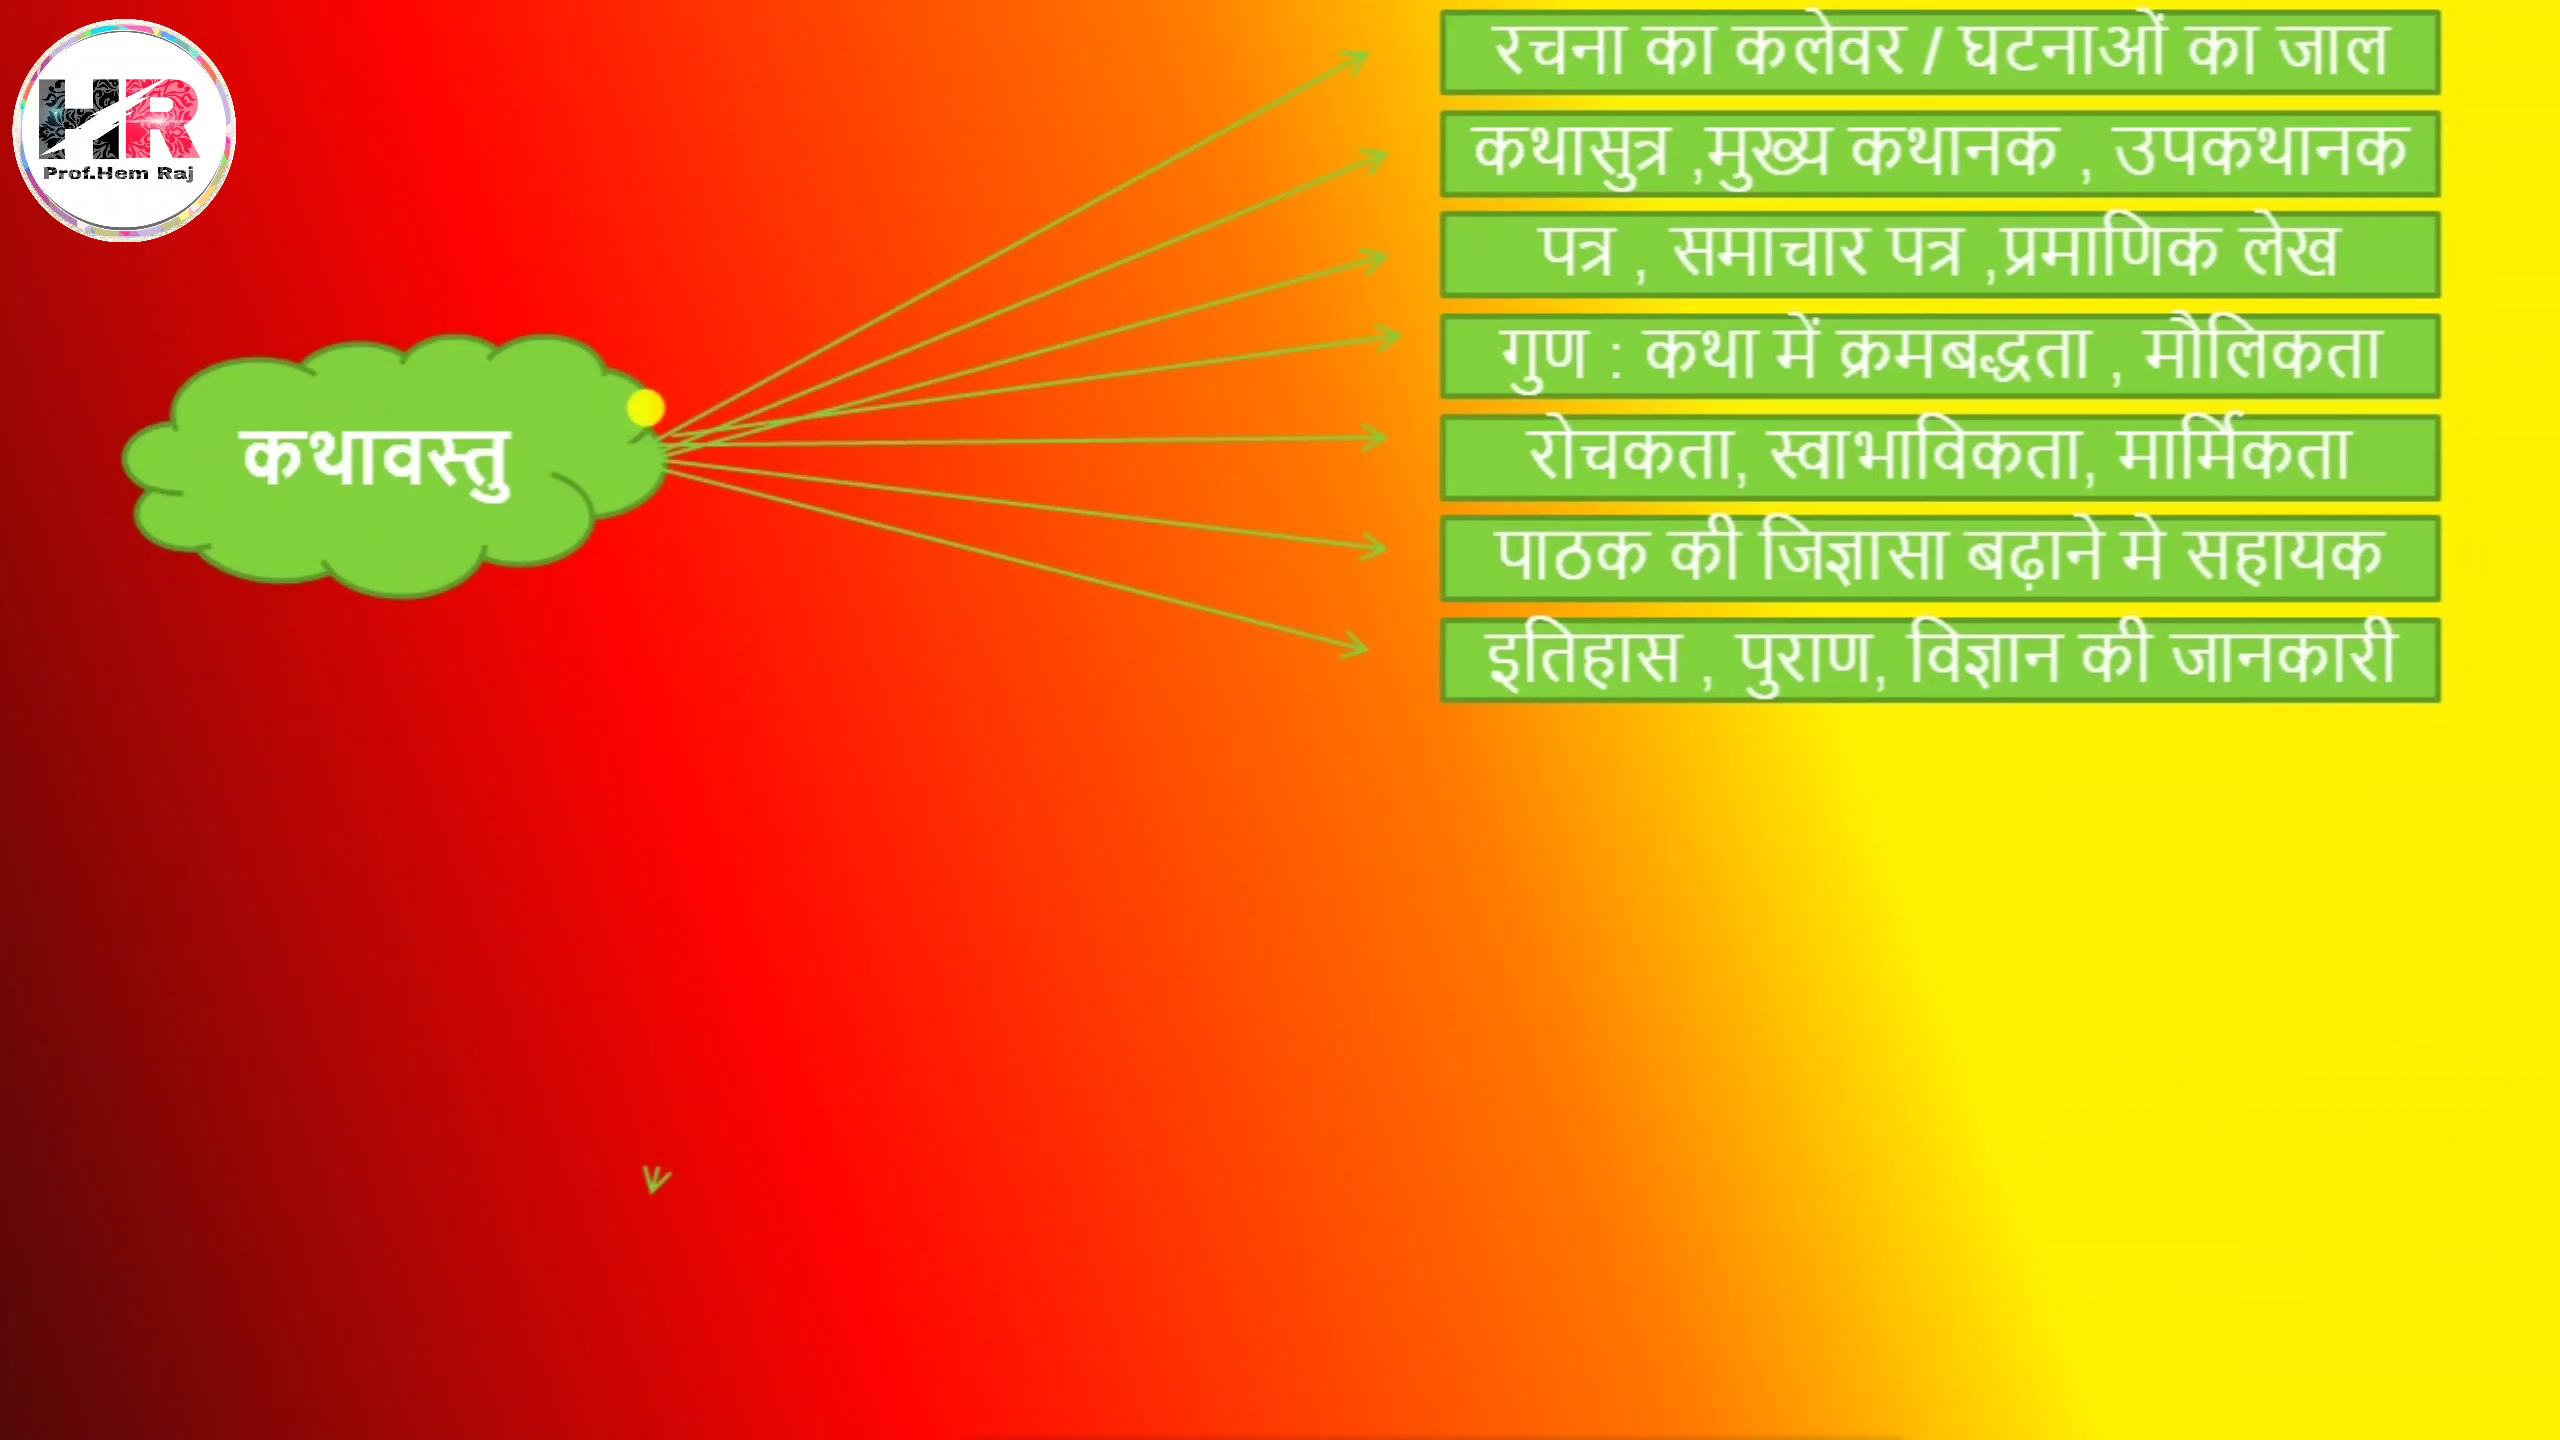 HR
Prof.Hem Raj
कथावस्तु
रचना का कलेवर / घटनाओं का जाल
कथासुत्र ,मुख्य कथानक , उपकथानक
पत्र , समाचार पत्र ,प्रमाणिक लेख
गुण : कथा में क्रमबद्धता , मौलिकता
रोचकता, स्वाभाविकता, मार्मिकता
पाठक की जिज्ञासा बढ़ाने मे सहायक
इतिहास , पुराण, विज्ञान की जानकारी